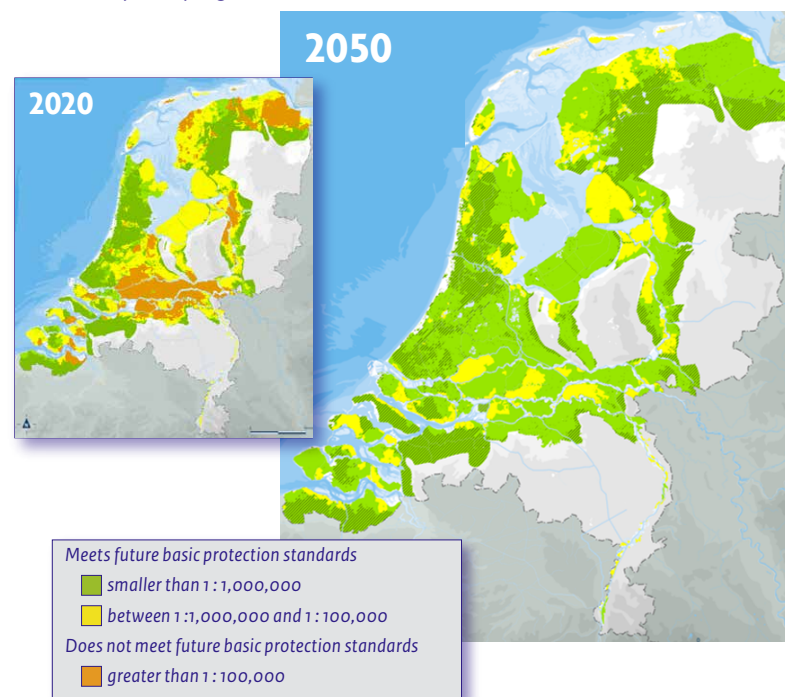 2050
2020
Meets future basic protection standards
smaller than 1 : 1,000,000
between 1 :1,000,000 and 1 : 100,000
Does not meet future basic protection standards
greater than 1 : 100,000